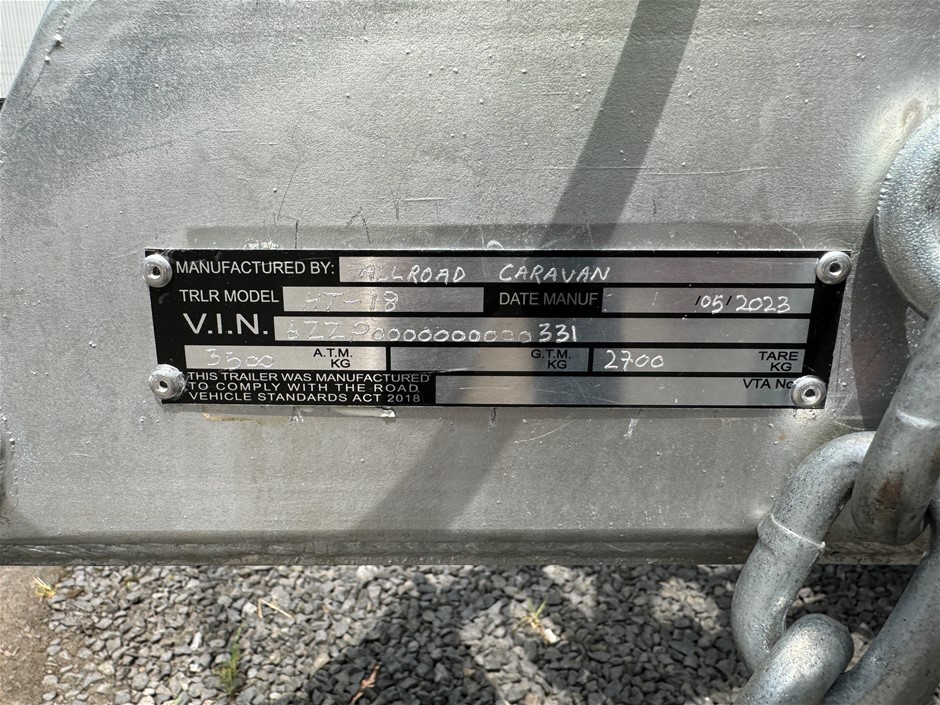 MANUFACTURED BY: ALLROAD CARAVAN
TRLR MODEL HT-18 DATE MANUF /05/2023
V.I.N.
3500 A.T.M. KG G.T.M. KG 2700 TARE KG
THIS TRAILER WAS MANUFACTURED
TO COMPLY WITH THE ROAD
VEHICLE STANDARDS ACT 2018
VTA No